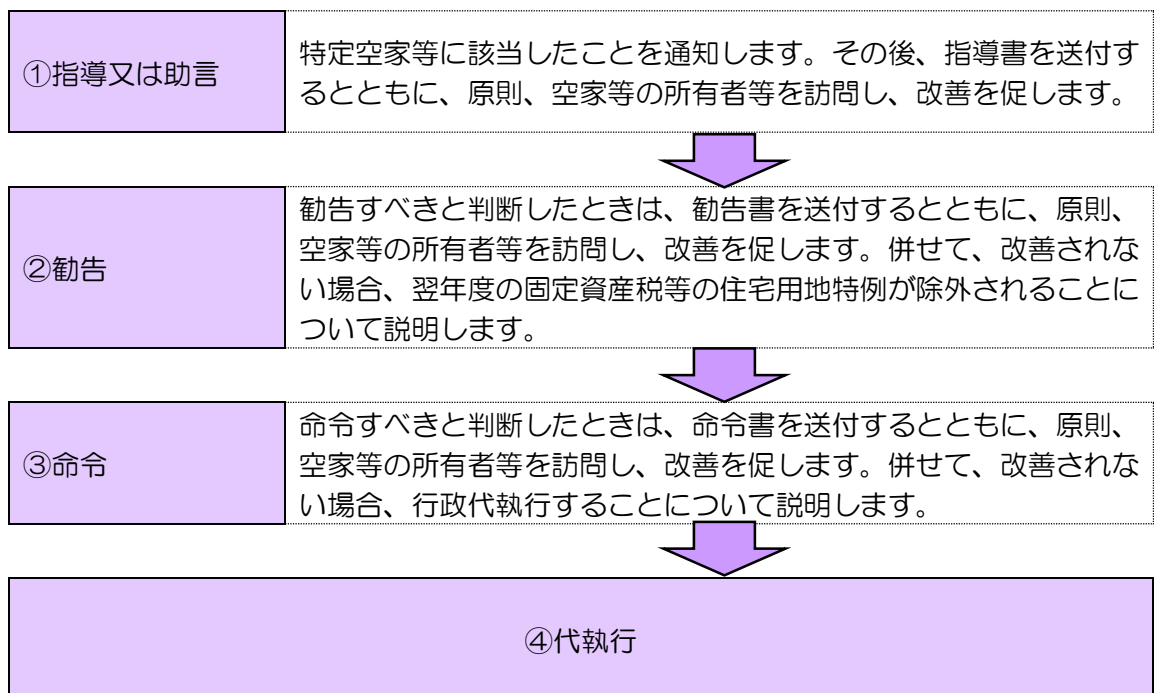 ①指導又は助言
特定空家等に該当したことを通知します。その後、指導書を送付す
るとともに、原則、空家等の所有者等を訪問し、改善を促します。
②勧告
勧告すべきと判断したときは、勧告書を送付するとともに、原則、
空家等の所有者等を訪問し、改善を促します。併せて、改善されな
い場合、翌年度の固定資産税等の住宅用地特例が除外されることに
ついて説明します。
③命令
命令すべきと判断したときは、命令書を送付するとともに、原則、
空家等の所有者等を訪問し、改善を促します。併せて、改善されな
い場合、行政代執行することについて説明します。
④代執行